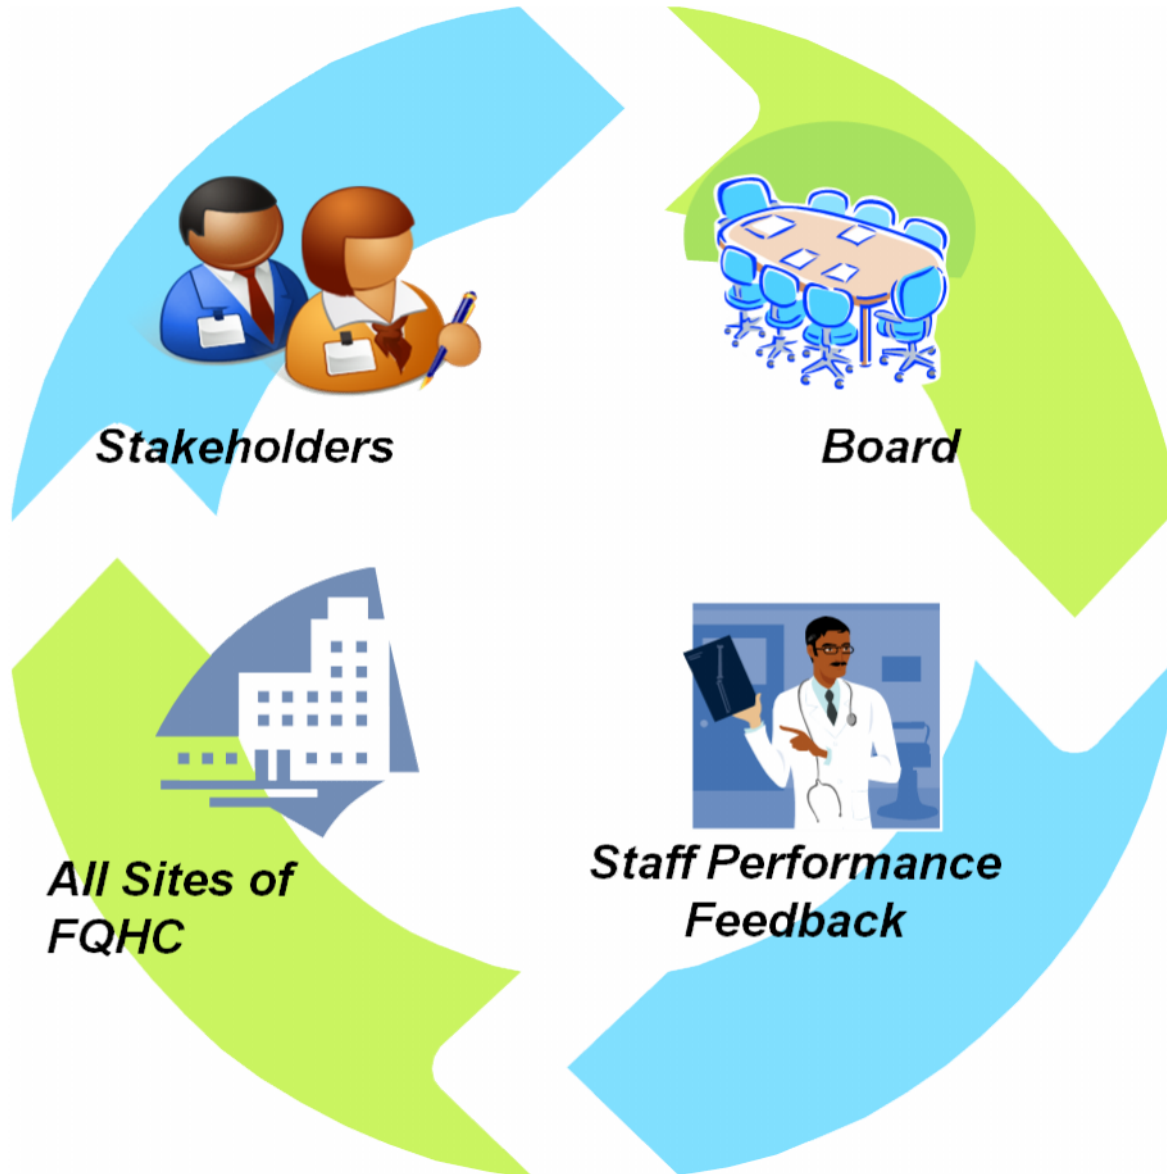 Stakeholders
Board
Staff Performance
Feedback
All Sites of
FQHC